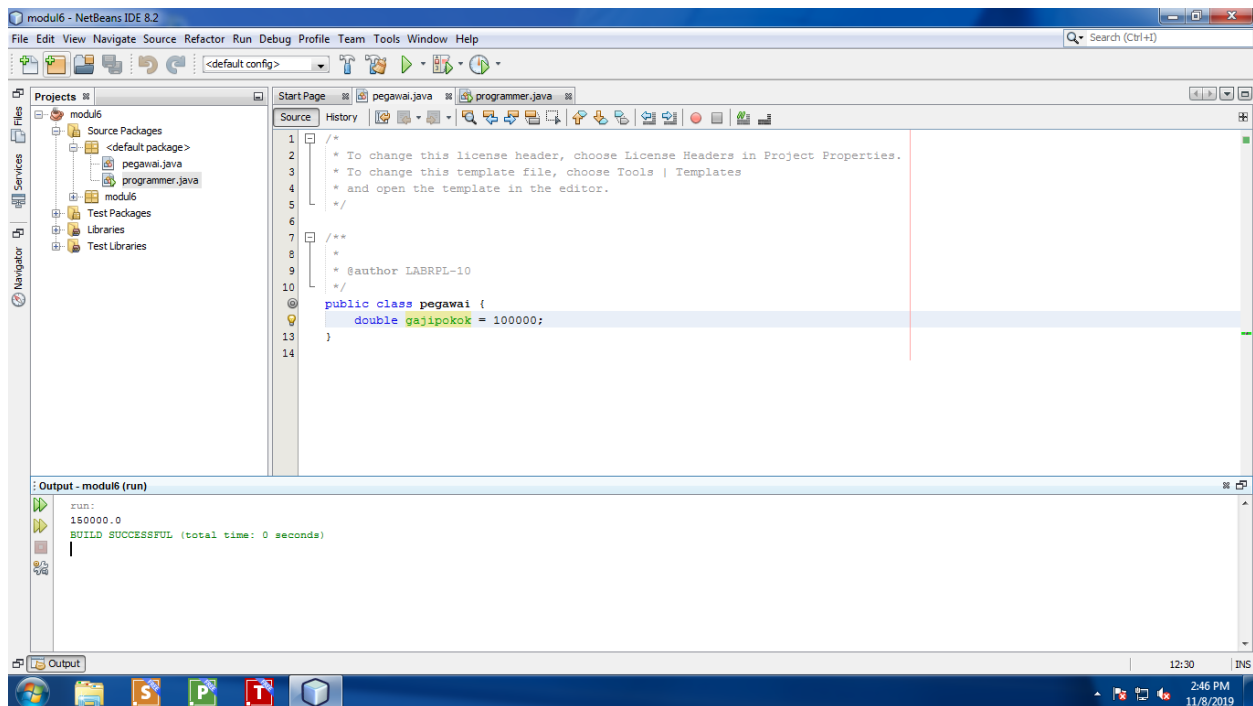 modul6 - NetBeans IDE 8.2
File Edit View Navigate Source Refactor Run Debug Profile Team Tools Window Help
Search (Ctrl+I)
<default config>
Files
Services
Navigator
Projects
modul6
Source Packages
<default package>
pegawai.java
programmer.java
modul6
Test Packages
Libraries
Test Libraries
Start Page pegawai.java programmer.java
Source History
1 /*
2 * To change this license header, choose License Headers in Project Properties.
3 * To change this template file, choose Tools | Templates
4 * and open the template in the editor.
5 */
6
7 /**
8 *
9 * @author LABRPL-10
10 */
public class pegawai {
double gajipokok = 100000;
13 }
14
Output - modul6 (run)
run:
150000.0
BUILD SUCCESSFUL (total time: 0 seconds)
Output
12:30 INS
S P T
2:46 PM
11/8/2019